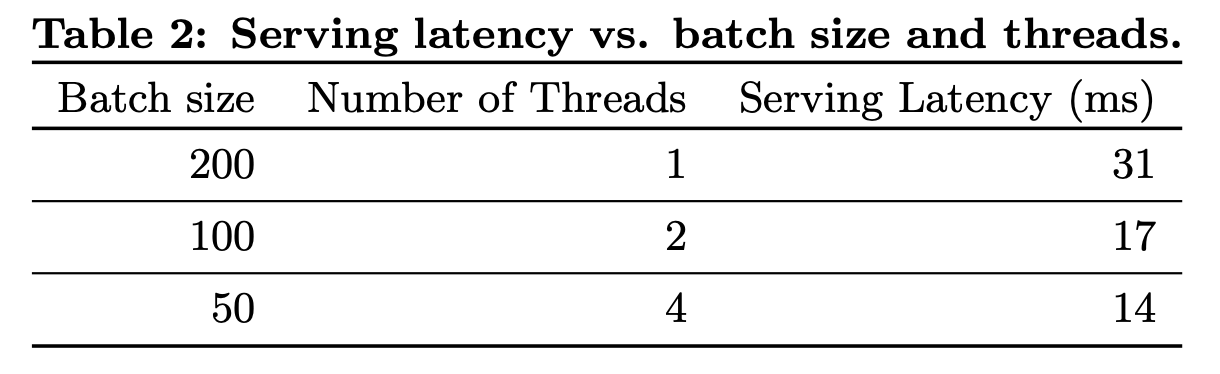 Table 2: Serving latency vs. batch size and threads.
Batch size Number of Threads Serving Latency (ms)
200 1 31
100 2 17
50 4 14